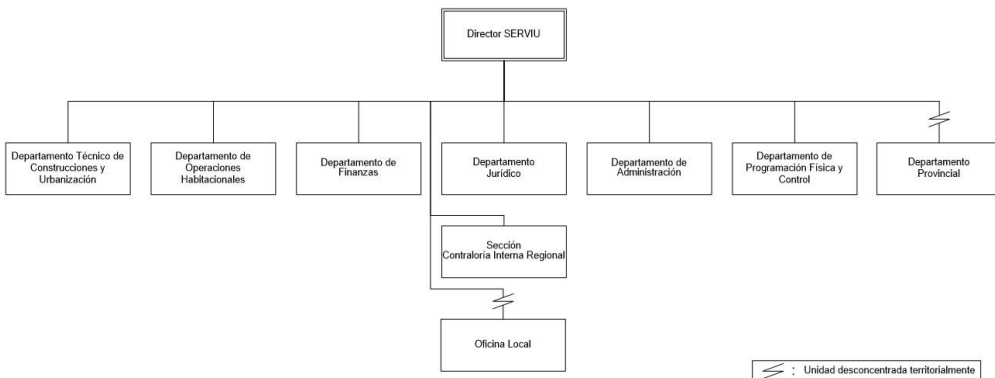 Director SERVIU
Departamento Técnico de
Construcciones y
Urbanización
Departamento de
Operaciones
Habitacionales
Departamento de
Finanzas
Departamento
Jurídico
Departamento de
Administración
Departamento de
Programación Física y
Control
Departamento
Provincial
Sección
Contraloría Interna Regional
Oficina Local
: Unidad desconcentrada territorialmente